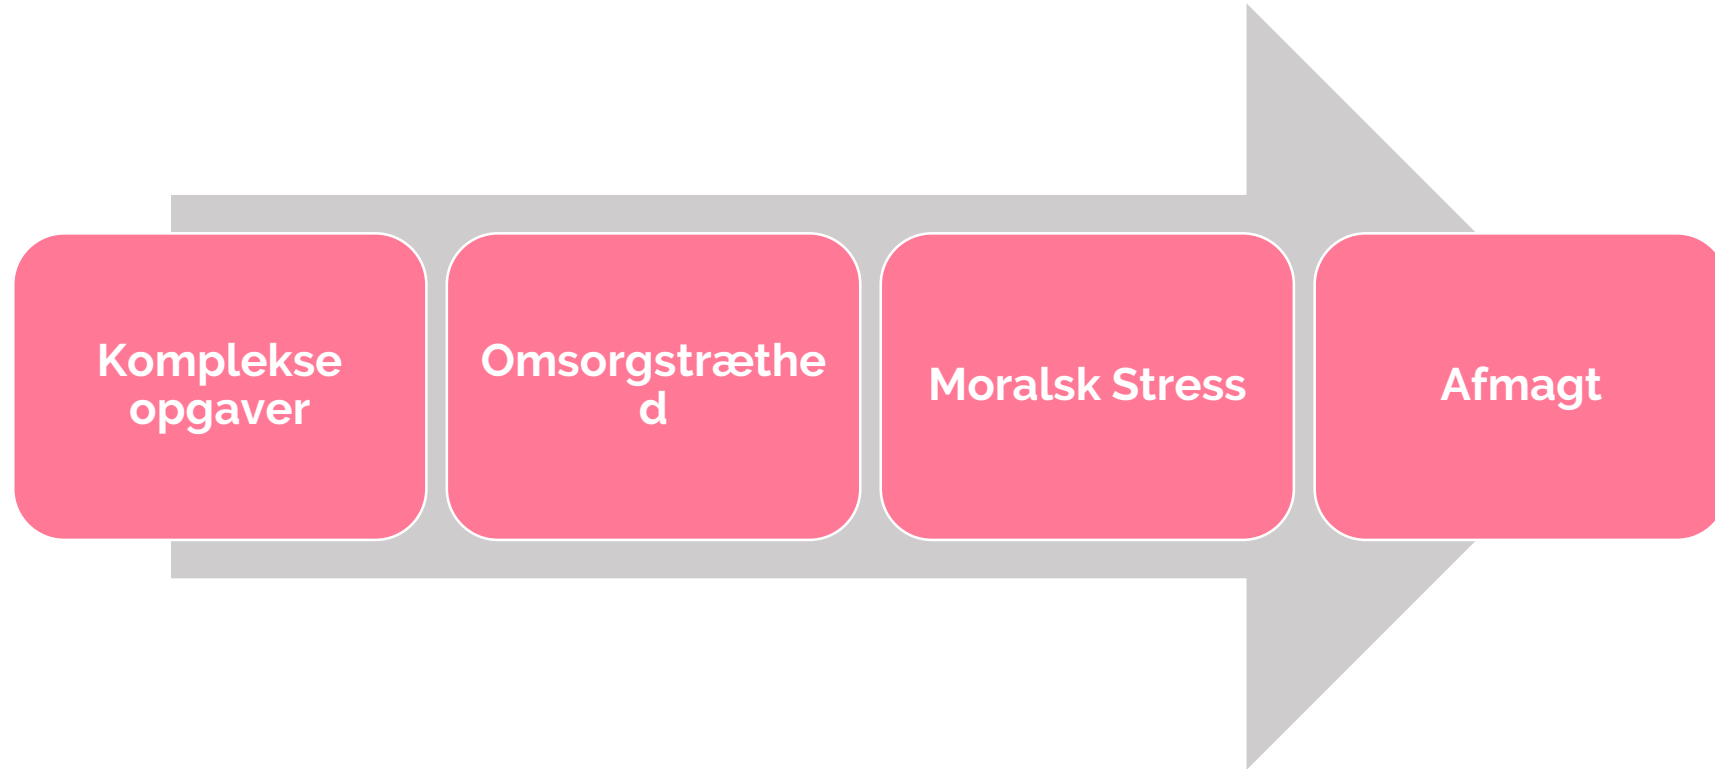 Komplekse
opgaver
Omsorgstræthe
d
Moralsk Stress
Afmagt